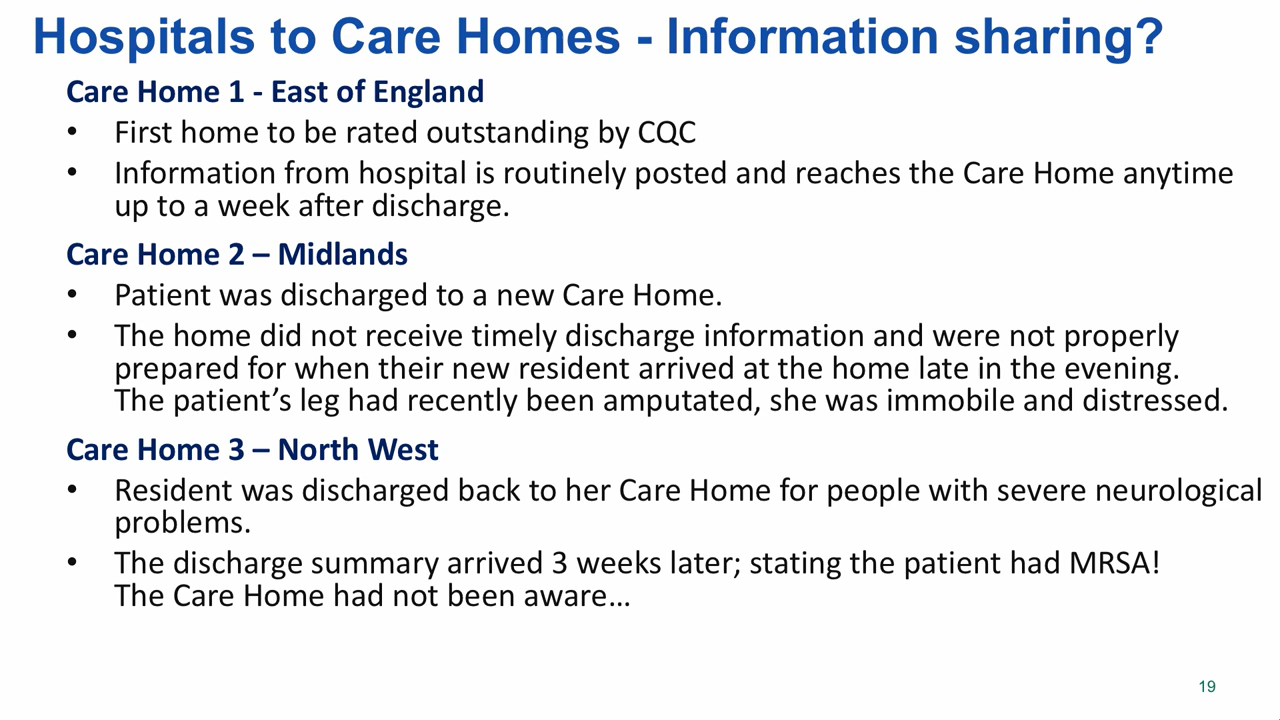 Hospitals to Care Homes - Information sharing?
Care Home 1 - East of England
• First home to be rated outstanding by CQC
• Information from hospital is routinely posted and reaches the Care Home anytime
up to a week after discharge.
Care Home 2 – Midlands
• Patient was discharged to a new Care Home.
• The home did not receive timely discharge information and were not properly
prepared for when their new resident arrived at the home late in the evening.
The patient’s leg had recently been amputated, she was immobile and distressed.
Care Home 3 – North West
• Resident was discharged back to her Care Home for people with severe neurological
problems.
• The discharge summary arrived 3 weeks later; stating the patient had MRSA!
The Care Home had not been aware…
19